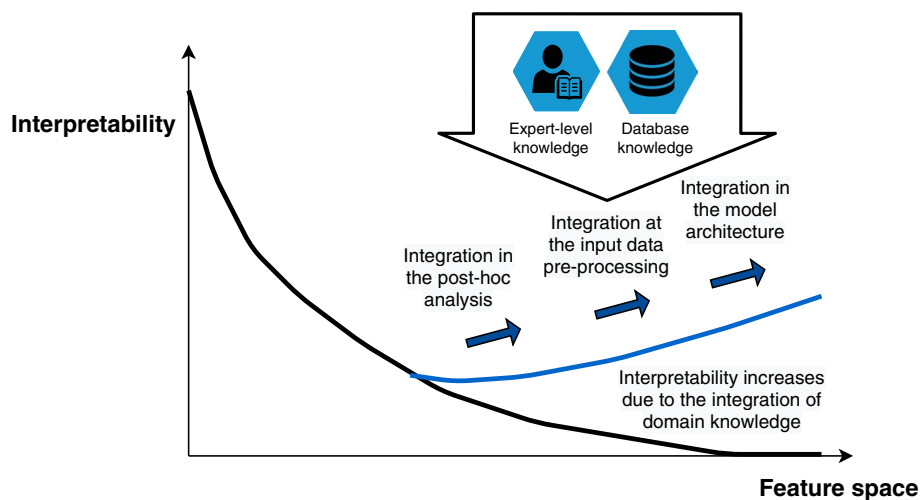 Interpretability
Expert-level
knowledge
Database
knowledge
Integration in
the post-hoc
analysis
Integration at
the input data
pre-processing
Integration in
the model
architecture
Interpretability increases
due to the integration of
domain knowledge
Feature space